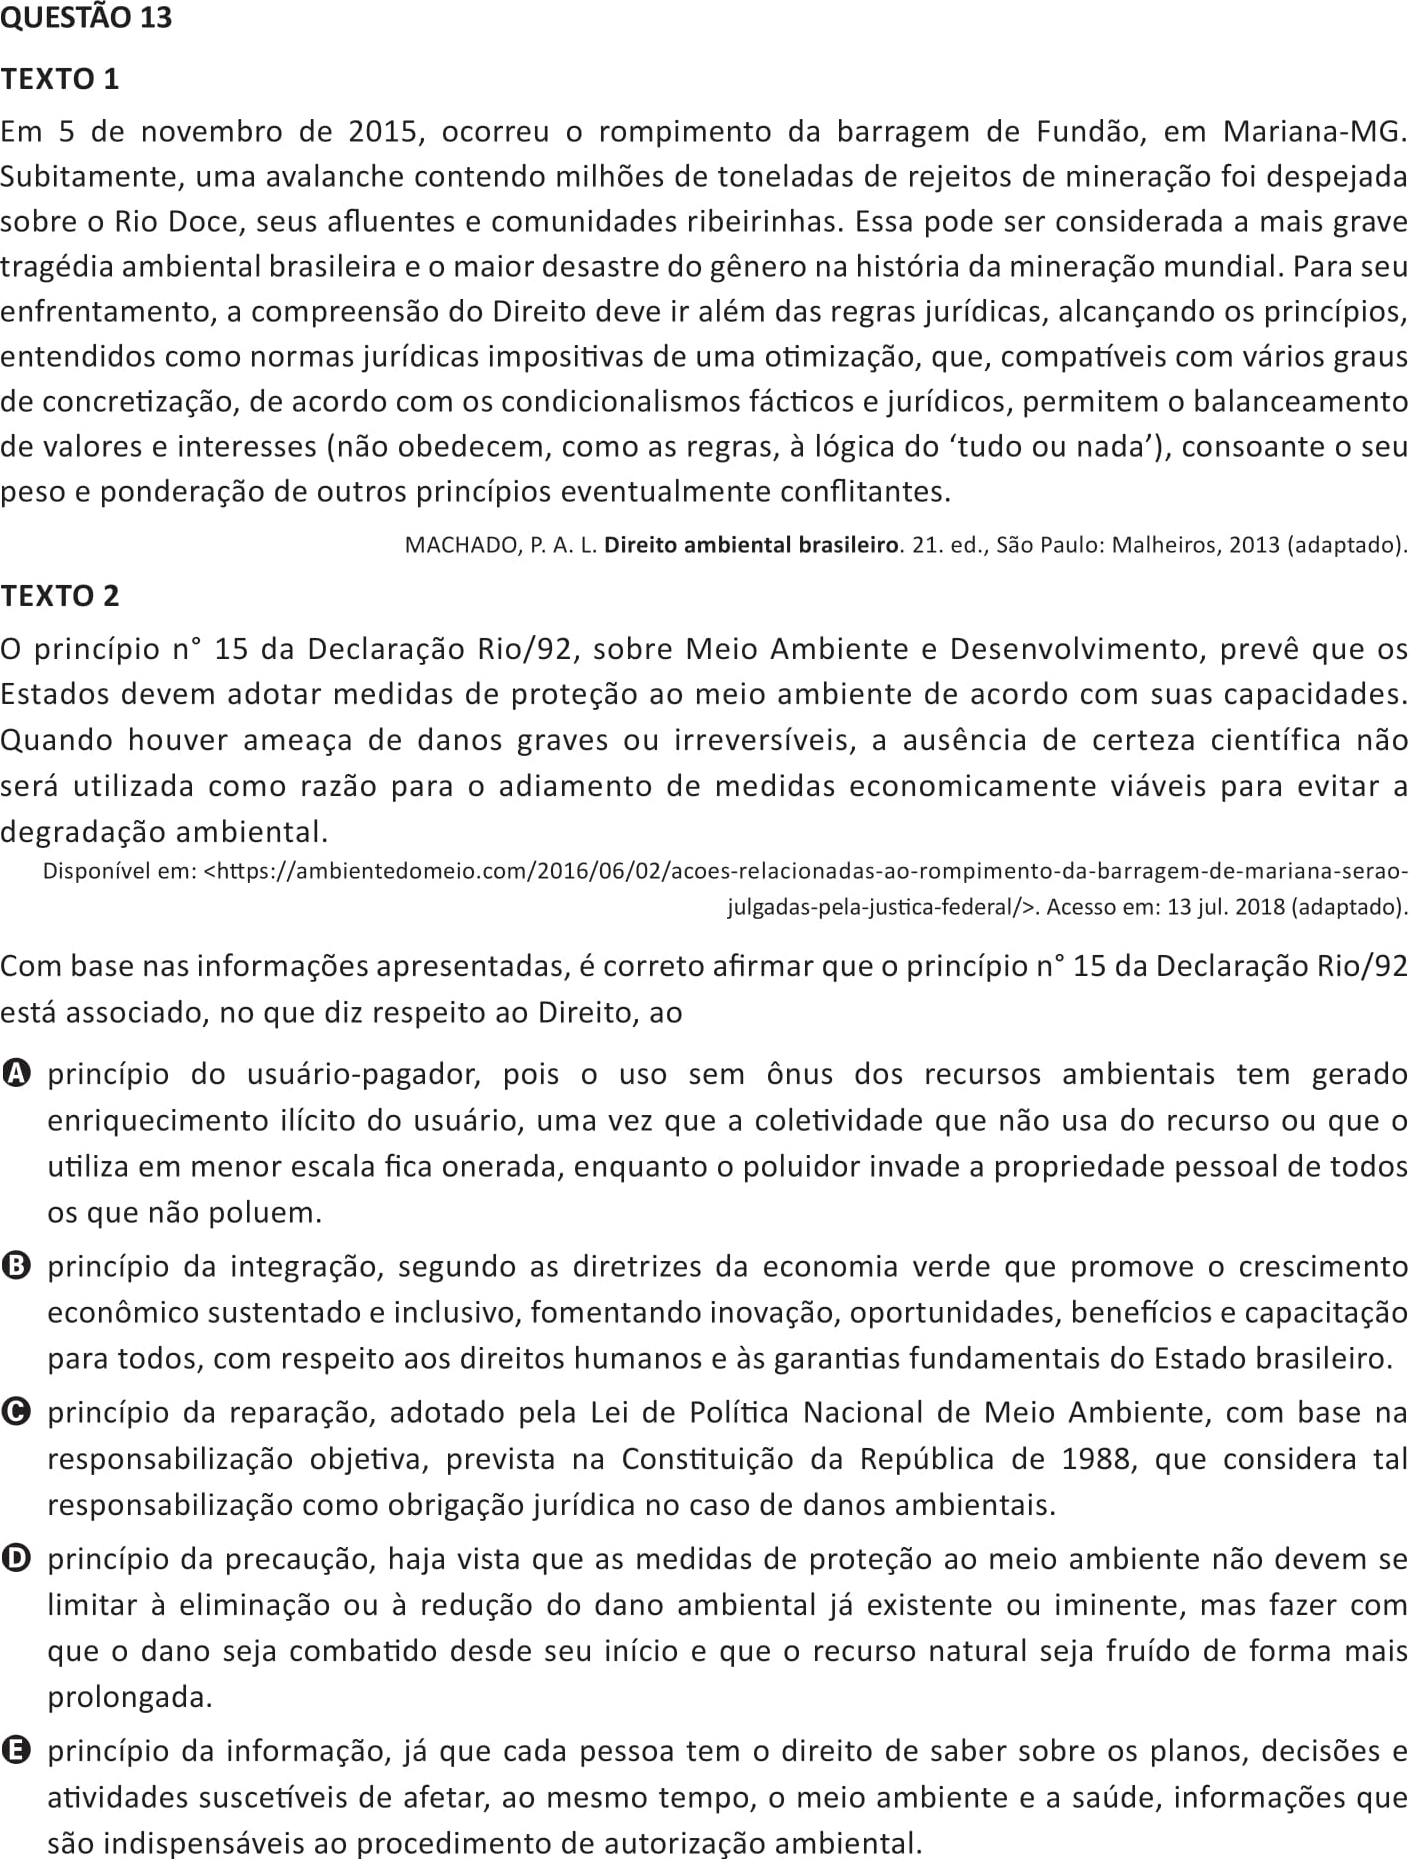 QUESTÃO 13
TEXTO 1
Em 5 de novembro de 2015, ocorreu o rompimento da barragem de Fundão, em Mariana-MG.
Subitamente, uma avalanche contendo milhões de toneladas de rejeitos de mineração foi despejada
sobre o Rio Doce, seus afluentes e comunidades ribeirinhas. Essa pode ser considerada a mais grave
tragédia ambiental brasileira e o maior desastre do gênero na história da mineração mundial. Para seu
enfrentamento, a compreensão do Direito deve ir além das regras jurídicas, alcançando os princípios,
entendidos como normas jurídicas impositivas de uma otimização, que, compatíveis com vários graus
de concretização, de acordo com os condicionalismos fácticos e jurídicos, permitem o balanceamento
de valores e interesses (não obedecem, como as regras, à lógica do ‘tudo ou nada’), consoante o seu
peso e ponderação de outros princípios eventualmente conflitantes.
MACHADO, P. A. L. Direito ambiental brasileiro. 21. ed., São Paulo: Malheiros, 2013 (adaptado).
TEXTO 2
O princípio n° 15 da Declaração Rio/92, sobre Meio Ambiente e Desenvolvimento, prevê que os
Estados devem adotar medidas de proteção ao meio ambiente de acordo com suas capacidades.
Quando houver ameaça de danos graves ou irreversíveis, a ausência de certeza científica não
será utilizada como razão para o adiamento de medidas economicamente viáveis para evitar a
degradação ambiental.
Disponível em: <https://ambientedomeio.com/2016/06/02/acoes-relacionadas-ao-rompimento-da-barragem-de-mariana-serao-
julgadas-pela-justica-federal/>. Acesso em: 13 jul. 2018 (adaptado).
Com base nas informações apresentadas, é correto afirmar que o princípio n° 15 da Declaração Rio/92
está associado, no que diz respeito ao Direito, ao
A princípio do usuário-pagador, pois o uso sem ônus dos recursos ambientais tem gerado
enriquecimento ilícito do usuário, uma vez que a coletividade que não usa do recurso ou que o
utiliza em menor escala fica onerada, enquanto o poluidor invade a propriedade pessoal de todos
os que não poluem.
B princípio da integração, segundo as diretrizes da economia verde que promove o crescimento
econômico sustentado e inclusivo, fomentando inovação, oportunidades, benefícios e capacitação
para todos, com respeito aos direitos humanos e às garantias fundamentais do Estado brasileiro.
C princípio da reparação, adotado pela Lei de Política Nacional de Meio Ambiente, com base na
responsabilização objetiva, prevista na Constituição da República de 1988, que considera tal
responsabilização como obrigação jurídica no caso de danos ambientais.
D princípio da precaução, haja vista que as medidas de proteção ao meio ambiente não devem se
limitar à eliminação ou à redução do dano ambiental já existente ou iminente, mas fazer com
que o dano seja combatido desde seu início e que o recurso natural seja fruído de forma mais
prolongada.
E princípio da informação, já que cada pessoa tem o direito de saber sobre os planos, decisões e
atividades suscetíveis de afetar, ao mesmo tempo, o meio ambiente e a saúde, informações que
são indispensáveis ao procedimento de autorização ambiental.